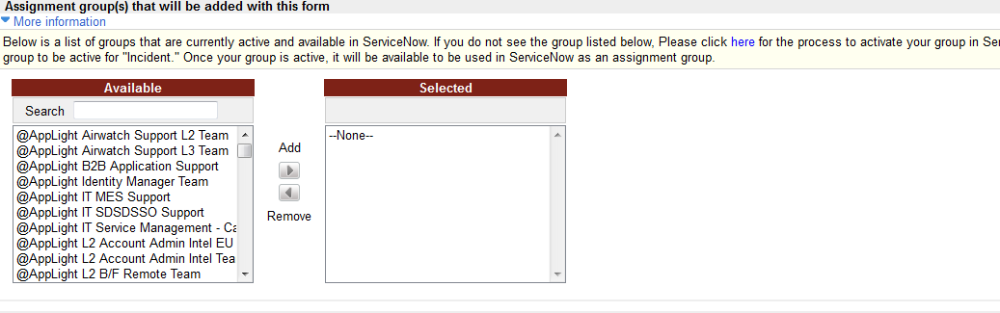 Assignment group(s) that will be added with this form
More information
Below is a list of groups that are currently active and available in ServiceNow. If you do not see the group listed below, Please click here for the process to activate your group in Ser
group to be active for "Incident." Once your group is active, it will be available to be used in ServiceNow as an assignment group.
Available
Search
@AppLight Airwatch Support L2 Team
@AppLight Airwatch Support L3 Team
@AppLight B2B Application Support
@AppLight Identity Manager Team
@AppLight IT MES Support
@AppLight IT SDSDSSO Support
@AppLight IT Service Management - Ca
@AppLight L2 Account Admin Intel EU
@AppLight L2 Account Admin Intel Tea
@AppLight L2 B/F Remote Team
Add
Remove
Selected
--None--